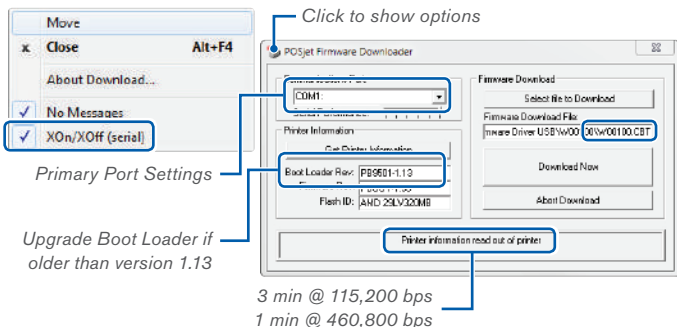 Click to show options
Move
x Close Alt+F4
About Download...
No Messages
XOn/XOff (serial)
POSjet Firmware Downloader
COM1:
Printer Information
Get Printer Information
Boot Loader Rev: PB9501-1.13
Flash ID: AMD 29LV320MB
Firmware Download
Select file to Download
Firmware Download File:
mware Driver USB\W00100\W00100.CBT
Download Now
Abort Download
Printer information read out of printer
Primary Port Settings
Upgrade Boot Loader if
older than version 1.13
3 min @ 115,200 bps
1 min @ 460,800 bps